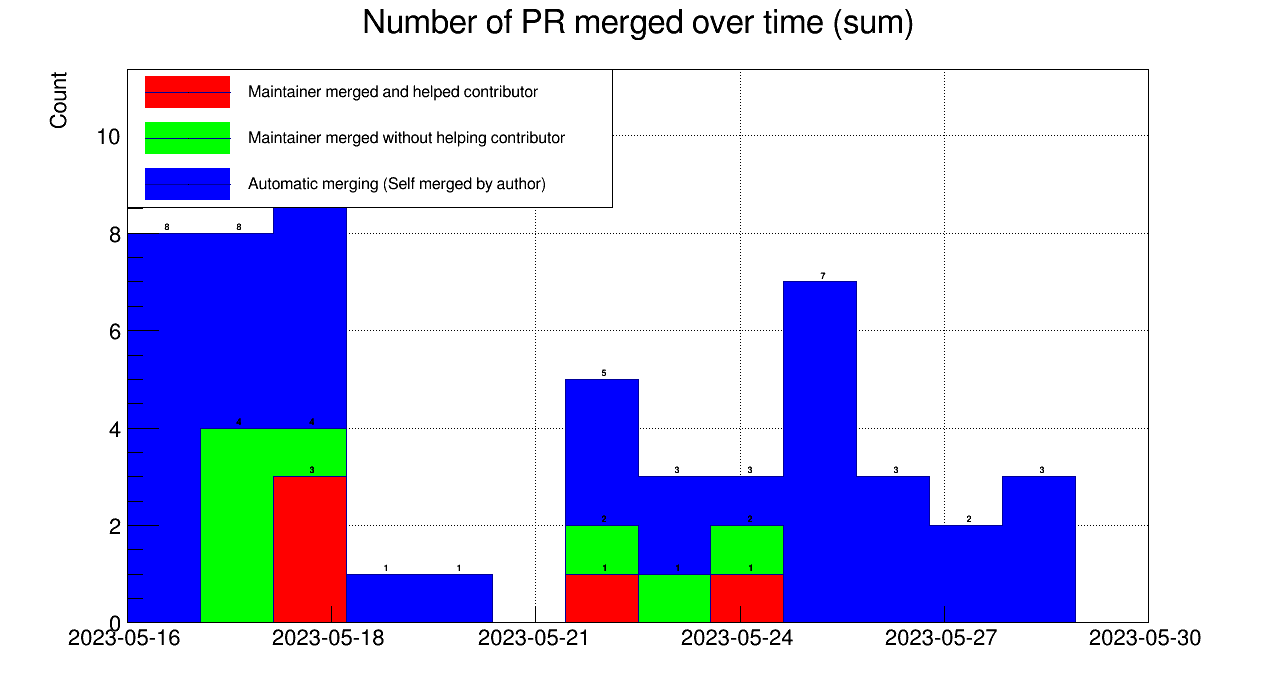 Number of PR merged over time (sum)
Count
Maintainer merged and helped contributor
Maintainer merged without helping contributor
Automatic merging (Self merged by author)
10
8
6
4
2
0
8 8
7
5
4 4
3 3 3 3 3
2 2 2
1 1 1 1 1
2023-05-16 2023-05-18 2023-05-21 2023-05-24 2023-05-27 2023-05-30